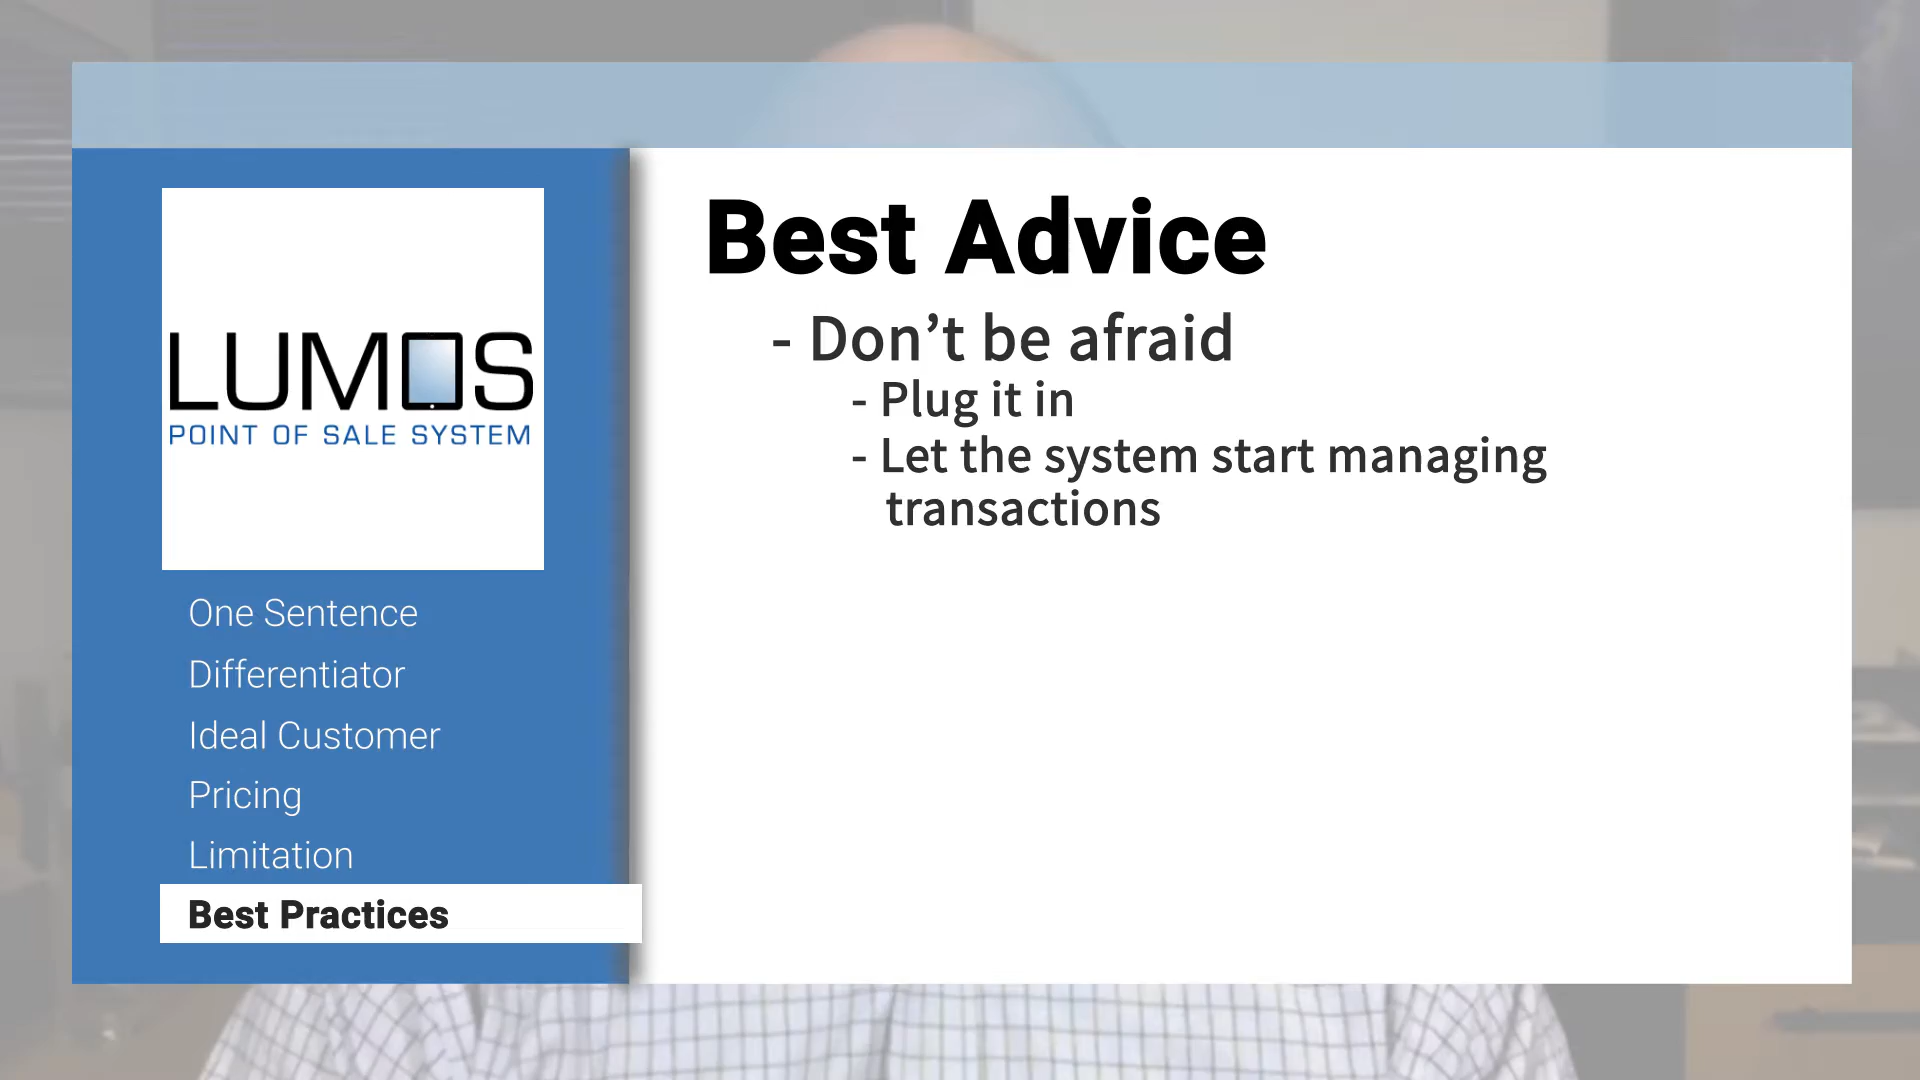 LUMOS
POINT OF SALE SYSTEM
One Sentence
Differentiator
Ideal Customer
Pricing
Limitation
Best Practices
Best Advice
- Don’t be afraid
- Plug it in
- Let the system start managing
transactions